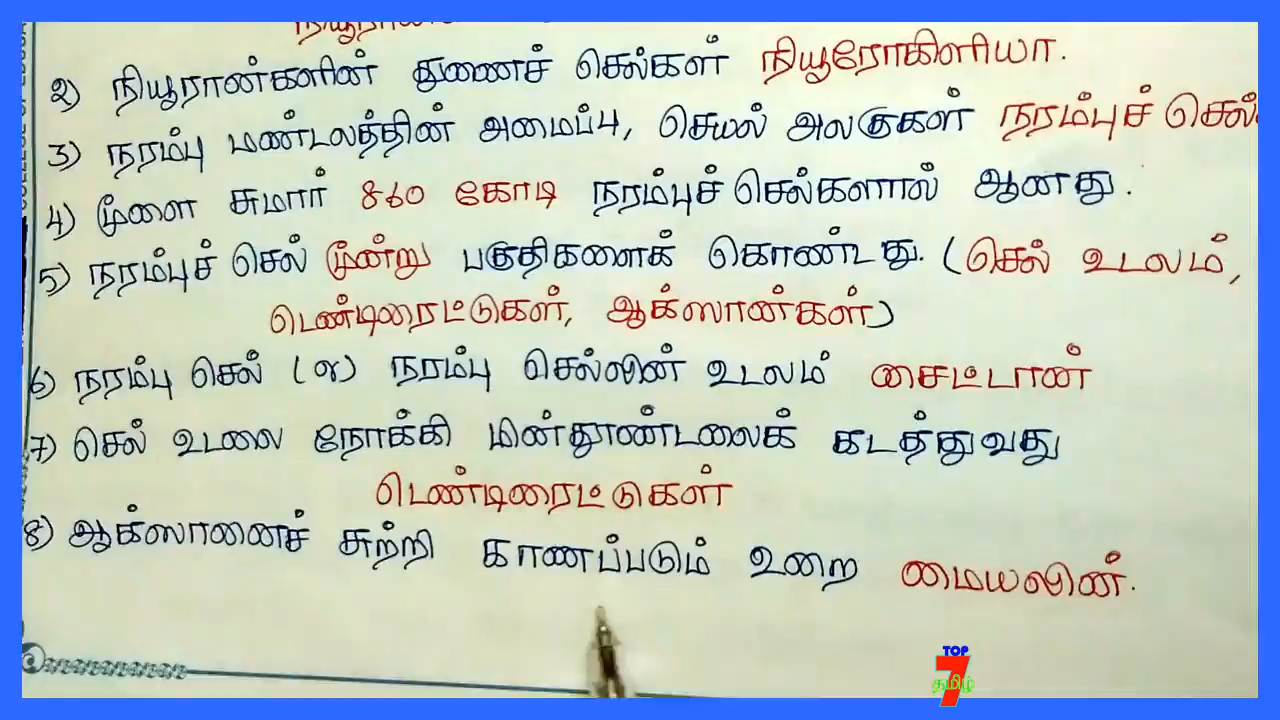 2) நியூரான்களின் துணைச் செல்கள் நியூரோகிளியா.
3) நரம்பு மண்டலத்தின் அமைப்பு, செயல் அலகுகள் நரம்புச் செல்.
4) மூளை சுமார் 860 கோடி நரம்புச் செல்களால் ஆனது.
5) நரம்புச் செல் மூன்று பகுதிகளைக் கொண்டது. (செல் உடலம்,
டெண்டிரைட்டுகள், ஆக்ஸான்கள்)
6) நரம்பு செல் (அ) நரம்பு செல்லின் உடலம் சைட்டான்
7) செல் உடலை நோக்கி மின்தூண்டலைக் கடத்துவது
டெண்டிரைட்டுகள்
8) ஆக்ஸானைச் சுற்றி காணப்படும் உறை மையலின்.
TOP
7
தமிழ்